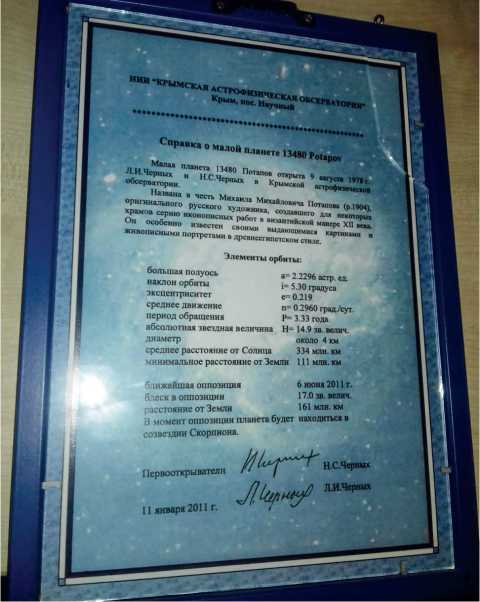 НИИ "КРЫМСКАЯ АСТРОФИЗИЧЕСКАЯ ОБСЕРВАТОРИЯ"
Крым, пос. Научный
Справка о малой планете 13480 Potapov
Малая планета 13480 Потапов открыта 9 августа 1978 г.
Л.И.Черных и Н.С.Черных в Крымской астрофизической
обсерватории.
Названа в честь Михаила Михайловича Потапова (р.1904),
оригинального русского художника, создавшего для некоторых
храмов серию иконописных работ в византийской манере XII века.
Он особенно известен своими выдающимися картинами и
живописными портретами в древнеегипетском стиле.
Элементы орбиты:
большая полуось a= 2.2296 астр. ед.
наклон орбиты i= 5.30 градуса
эксцентриситет e= 0.219
среднее движение n= 0.2960 град./сут.
период обращения P= 3.33 года
абсолютная звездная величина H= 14.9 зв. велич.
диаметр около 4 км
среднее расстояние от Солнца 334 млн. км
минимальное расстояние от Земли 111 млн. км
ближайшая оппозиция 6 июня 2011 г.
блеск в оппозиции 17.0 зв. велич.
расстояние от Земли 161 млн. км
В момент оппозиции планета будет находиться в
созвездии Скорпиона.
Первооткрыватели Н.С.Черных
Л.Черных Л.И.Черных
11 января 2011 г.